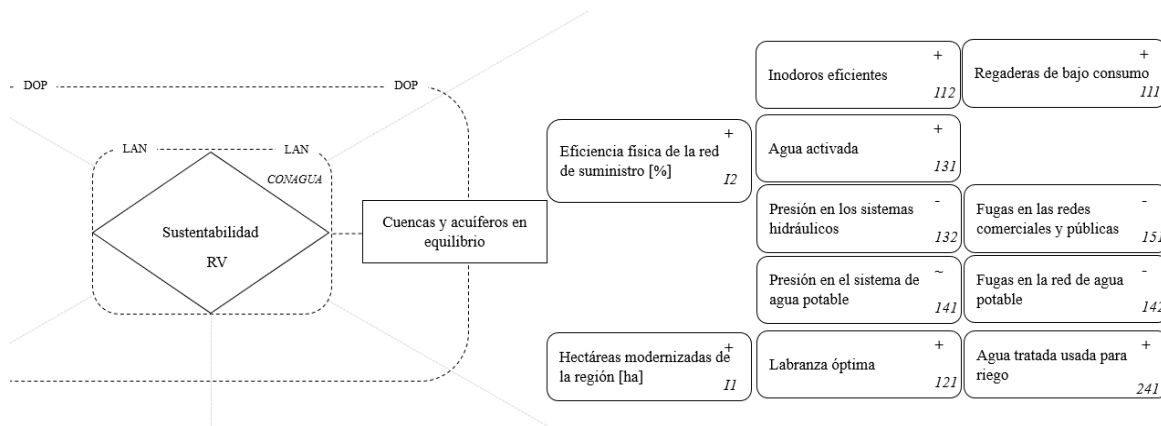 DOP
DOP
LAN
LAN
CONAGUA
Sustentabilidad
RV
Cuencas y acuíferos en
equilibrio
+
Eficiencia física de la red
de suministro [%]
I2
+
Hectáreas modernizadas de
la región [ha]
I1
+
Inodoros eficientes
112
+
Regaderas de bajo consumo
111
+
Agua activada
131
-
Presión en los sistemas
hidráulicos
132
-
Fugas en las redes
comerciales y públicas
151
~
Presión en el sistema de
agua potable
141
-
Fugas en la red de agua
potable
142
+
Labranza óptima
121
+
Agua tratada usada para
riego
241